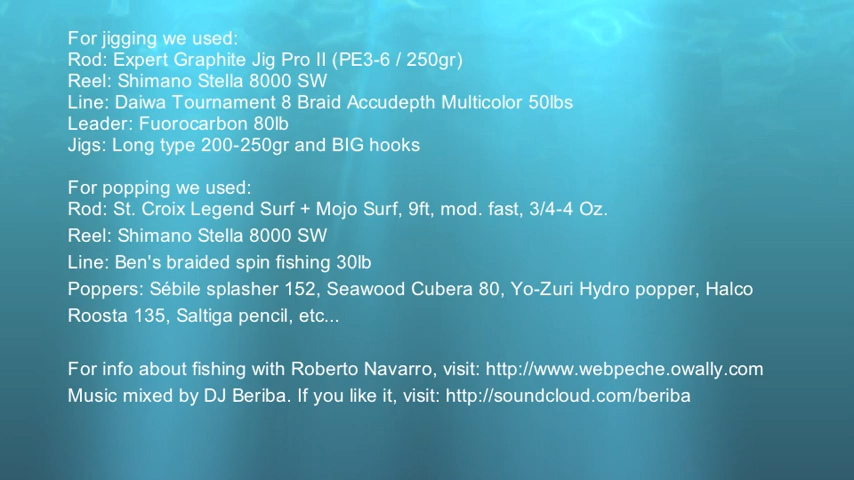 For jigging we used:
Rod: Expert Graphite Jig Pro II (PE3-6 / 250gr)
Reel: Shimano Stella 8000 SW
Line: Daiwa Tournament 8 Braid Accudepth Multicolor 50lbs
Leader: Fuorocarbon 80lb
Jigs: Long type 200-250gr and BIG hooks
For popping we used:
Rod: St. Croix Legend Surf + Mojo Surf, 9ft, mod. fast, 3/4-4 Oz.
Reel: Shimano Stella 8000 SW
Line: Ben's braided spin fishing 30lb
Poppers: Sébile splasher 152, Seawood Cubera 80, Yo-Zuri Hydro popper, Halco
Roosta 135, Saltiga pencil, etc...
For info about fishing with Roberto Navarro, visit: http://www.webpeche.owally.com
Music mixed by DJ Beriba. If you like it, visit: http://soundcloud.com/beriba